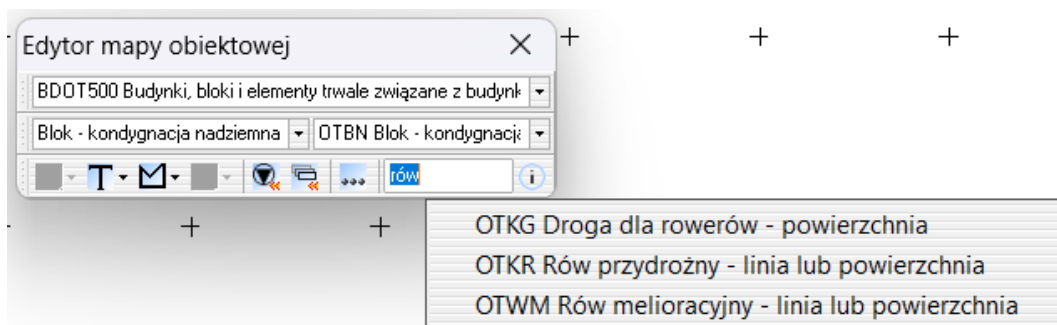 Edytor mapy obiektowej
BDOT500 Budynki, bloki i elementy trwale związane z budynk
Blok - kondygnacja nadziemna OTBN Blok - kondygnacja
T rów i
OTKG Droga dla rowerów - powierzchnia
OTKR Rów przydrożny - linia lub powierzchnia
OTWM Rów melioracyjny - linia lub powierzchnia